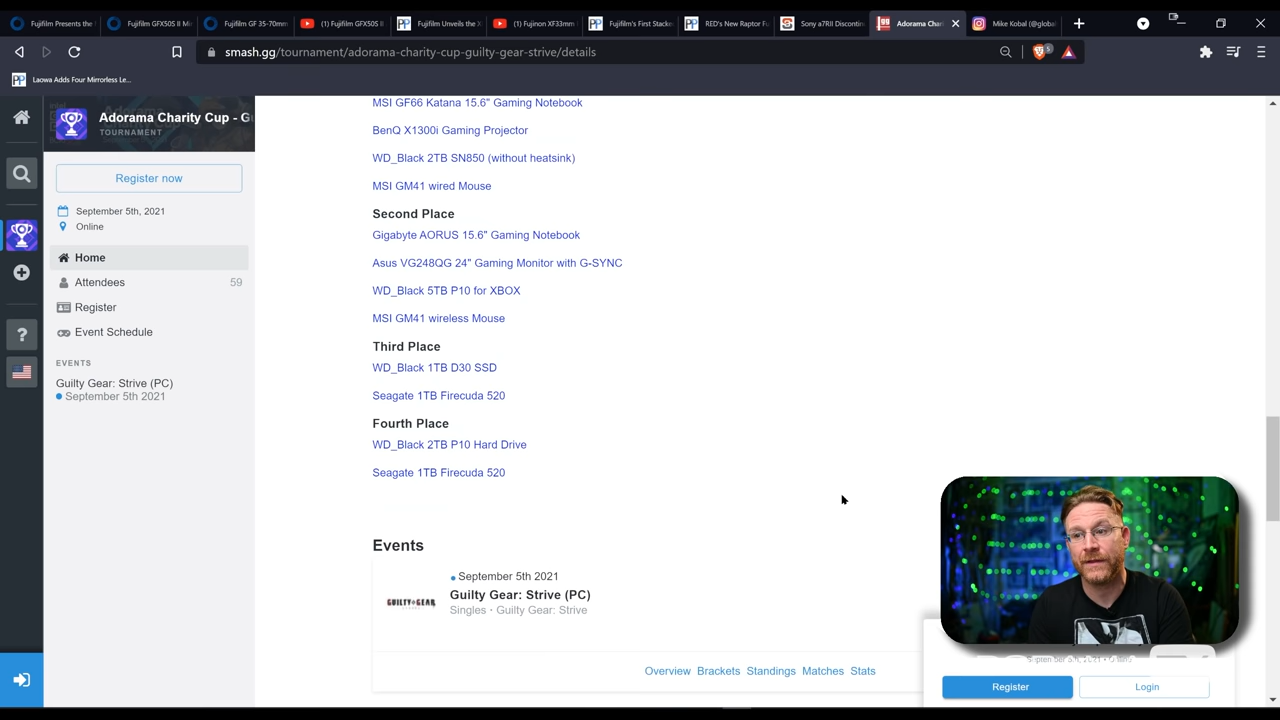 Fujifilm Presents the
Fujifilm GFX50S II Mi
Fujifilm GF 35-70mm
(1) Fujifilm GFX50S II
Fujifilm Unveils the X
(1) Fujinon XF33mm
Fujifilm's First Stacke
RED's New Raptor Fu
Sony a7RII Discontin
Adorama Chari
Mike Kobal (@global
smash.gg/tournament/adorama-charity-cup-guilty-gear-strive/details
5
PP Laowa Adds Four Mirrorless Le...
Adorama Charity Cup - G
TOURNAMENT
Register now
September 5th, 2021
Online
Home
Attendees 59
Register
Event Schedule
EVENTS
Guilty Gear: Strive (PC)
September 5th 2021
MSI GF66 Katana 15.6" Gaming Notebook
BenQ X1300i Gaming Projector
WD_Black 2TB SN850 (without heatsink)
MSI GM41 wired Mouse
Second Place
Gigabyte AORUS 15.6" Gaming Notebook
Asus VG248QG 24" Gaming Monitor with G-SYNC
WD_Black 5TB P10 for XBOX
MSI GM41 wireless Mouse
Third Place
WD_Black 1TB D30 SSD
Seagate 1TB Firecuda 520
Fourth Place
WD_Black 2TB P10 Hard Drive
Seagate 1TB Firecuda 520
Events
September 5th 2021
GUILTY GEAR
Guilty Gear: Strive (PC)
Singles • Guilty Gear: Strive
Overview Brackets Standings Matches Stats
Register Login